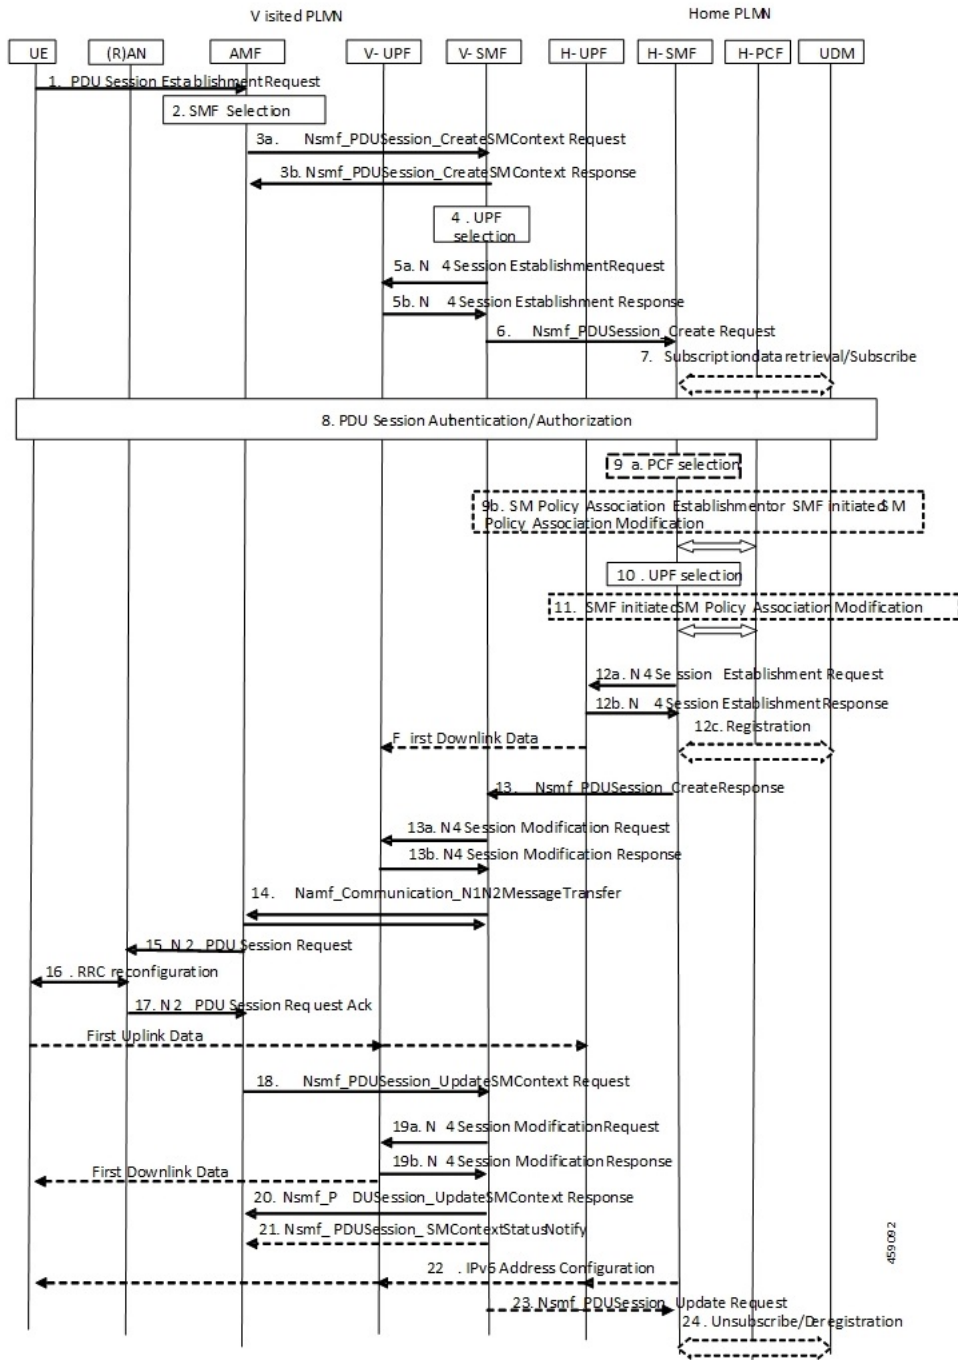 Visited PLMN
Home PLMN
UE
(R)AN
AMF
V-UPF
V-SMF
H-UPF
H-SMF
H-PCF
UDM
1. PDU Session Establishment Request
2. SMF Selection
3a. Nsmf_PDUSession_CreateSMContext Request
3b. Nsmf_PDUSession_CreateSMContext Response
4. UPF
selection
5a. N4 Session Establishment Request
5b. N4 Session Establishment Response
6. Nsmf_PDUSession_Create Request
7. Subscription data retrieval/Subscribe
8. PDU Session Authentication/Authorization
9a. PCF selection
9b. SM Policy Association Establishment or SMF initiated SM
Policy Association Modification
10. UPF selection
11. SMF initiated SM Policy Association Modification
12a. N4 Session Establishment Request
12b. N4 Session Establishment Response
12c. Registration
First Downlink Data
13. Nsmf_PDUSession_Create Response
13a. N4 Session Modification Request
13b. N4 Session Modification Response
14. Namf_Communication_N1N2MessageTransfer
15. N2 PDU Session Request
16. RRC reconfiguration
17. N2 PDU Session Request Ack
First Uplink Data
18. Nsmf_PDUSession_UpdateSMContext Request
19a. N4 Session Modification Request
19b. N4 Session Modification Response
First Downlink Data
20. Nsmf_PDUSession_UpdateSMContext Response
21. Nsmf_PDUSession_SMContextStatusNotify
22. IPv6 Address Configuration
23. Nsmf_PDUSession_Update Request
24. Unsubscribe/Deregistration
459092